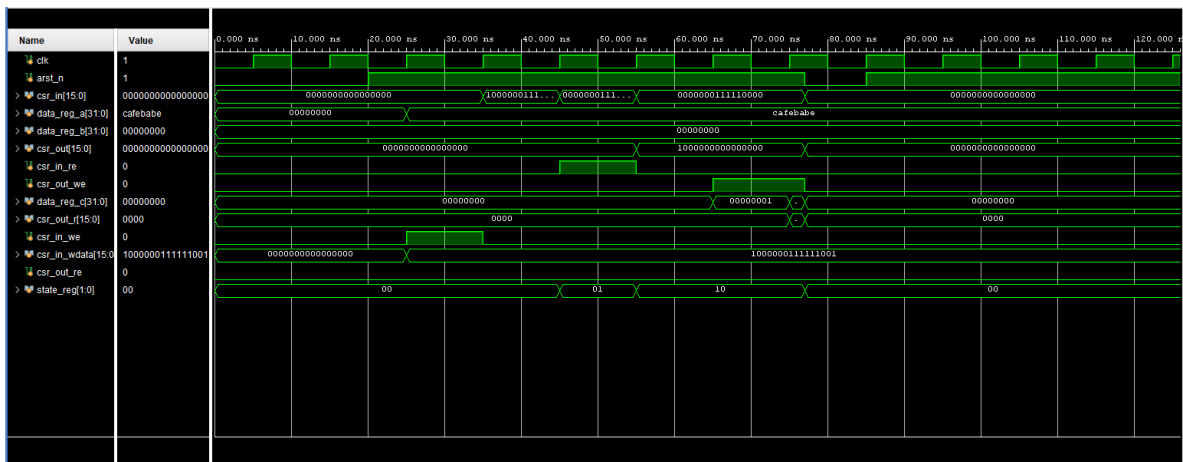 Name Value 0.000 ns 10.000 ns 20.000 ns 30.000 ns 40.000 ns 50.000 ns 60.000 ns 70.000 ns 80.000 ns 90.000 ns 100.000 ns 110.000 ns 120.000 r
clk 1
arst_n 1
csr_in[15:0] 0000000000000000 0000000000000000 1000000111... 0000000111... 0000000111110000 0000000000000000
data_reg_a[31:0] cafebabe 00000000 cafebabe
data_reg_b[31:0] 00000000 00000000
csr_out[15:0] 0000000000000000 0000000000000000 1000000000000000 0000000000000000
csr_in_re 0
csr_out_we 0
data_reg_c[31:0] 00000000 00000000 00000001 . 00000000
csr_out_r[15:0] 0000 0000 . 0000
csr_in_we 0
csr_in_wdata[15:0 1000000111111001 0000000000000000 1000000111111001
csr_out_re 0
state_reg[1:0] 00 00 01 10 00